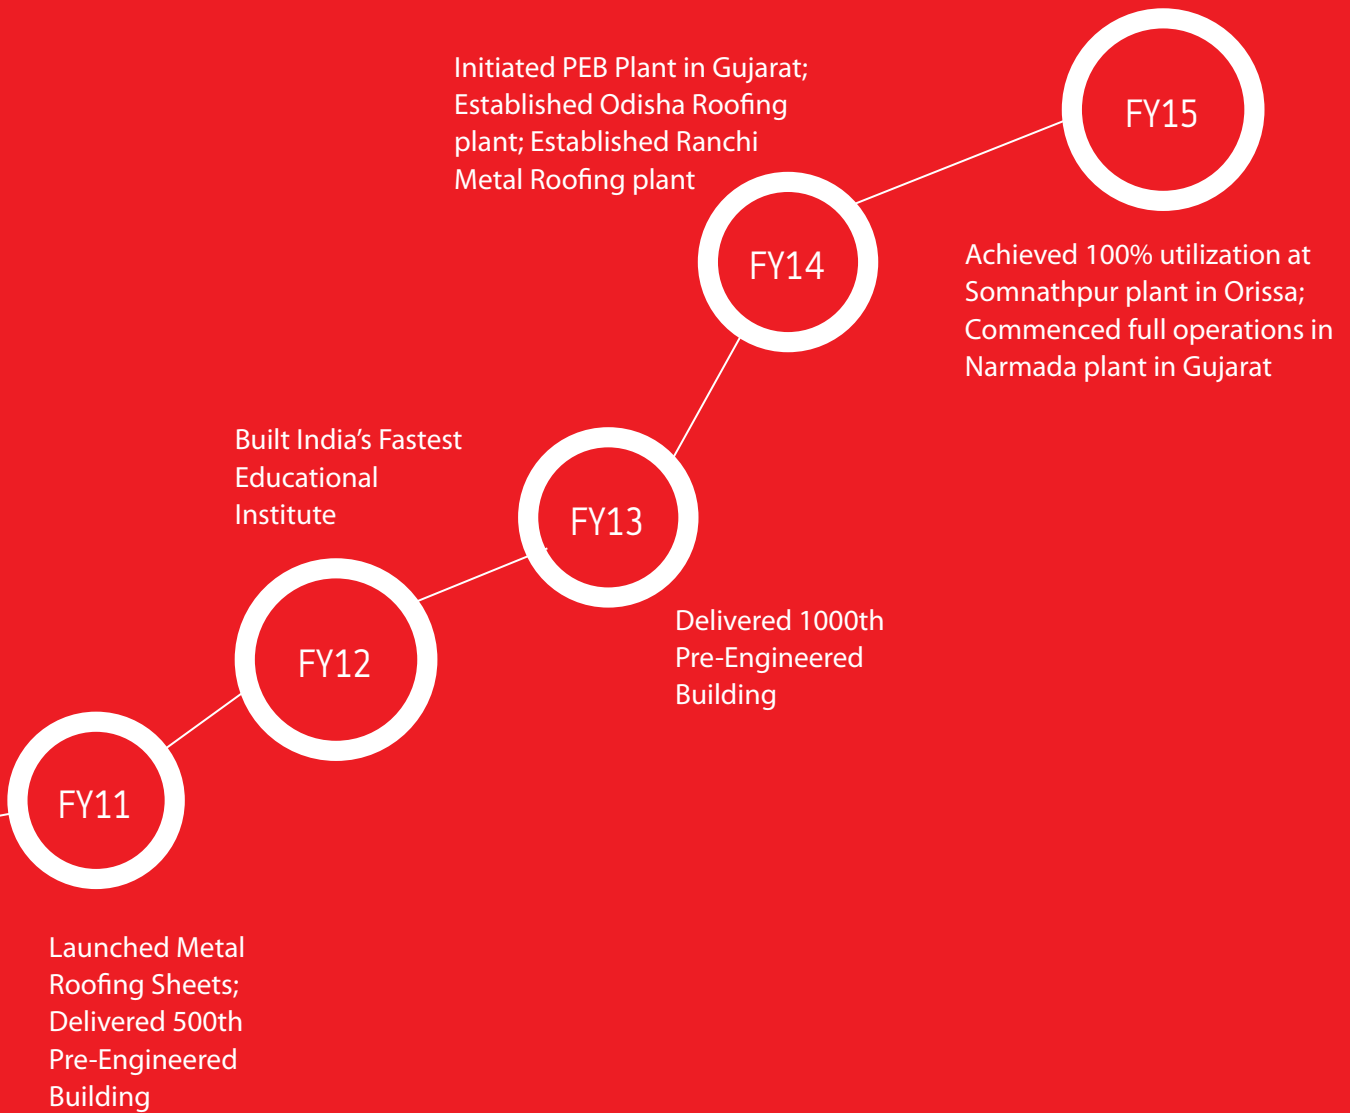 Initiated PEB Plant in Gujarat;
Established Odisha Roofing
plant; Established Ranchi
Metal Roofing plant
FY15
FY14
Achieved 100% utilization at
Somnathpur plant in Orissa;
Commenced full operations in
Narmada plant in Gujarat
Built India’s Fastest
Educational
Institute
FY13
Delivered 1000th
Pre-Engineered
Building
FY12
FY11
Launched Metal
Roofing Sheets;
Delivered 500th
Pre-Engineered
Building